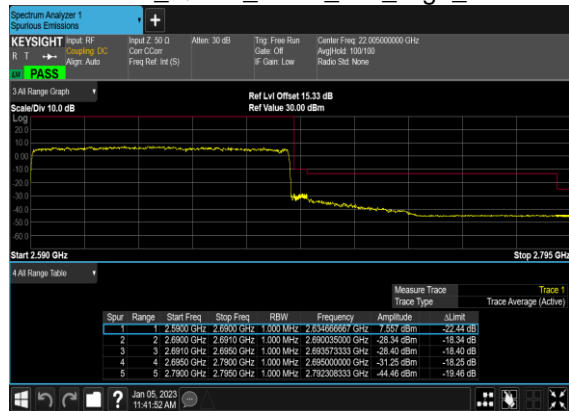 Spectrum Analyzer 1
Spurious Emissions
+
KEYSIGHT Input: RF Input Z: 50 Ω Atten: 30 dB Trig: Free Run Center Freq: 22.005000000 GHz
R T Coupling: DC Corr CCorr Gate: Off Avg|Hold: 100/100
Align: Auto Freq Ref: Int (S) IF Gain: Low Radio Std: None
PASS
3 All Range Graph
Ref Lvl Offset 15.33 dB
Scale/Div 10.0 dB Ref Value 30.00 dBm
Log
20.0
10.0
0.00
-10.0
-20.0
-30.0
-40.0
-50.0
-60.0
Start 2.590 GHz Stop 2.795 GHz
4 All Range Table
Measure Trace Trace 1
Trace Type Trace Average (Active)
Spur Range Start Freq Stop Freq RBW Frequency Amplitude ΔLimit
1 1 2.5900 GHz 2.6900 GHz 1.000 MHz 2.634666667 GHz 7.557 dBm -22.44 dB
2 2 2.6900 GHz 2.6910 GHz 1.000 MHz 2.690035000 GHz -28.34 dBm -18.34 dB
3 3 2.6910 GHz 2.6950 GHz 1.000 MHz 2.693573333 GHz -28.40 dBm -18.40 dB
4 4 2.6950 GHz 2.7900 GHz 1.000 MHz 2.695000000 GHz -31.25 dBm -18.25 dB
5 5 2.7900 GHz 2.7950 GHz 1.000 MHz 2.792308333 GHz -44.46 dBm -19.46 dB
Jan 05, 2023
11:41:52 AM